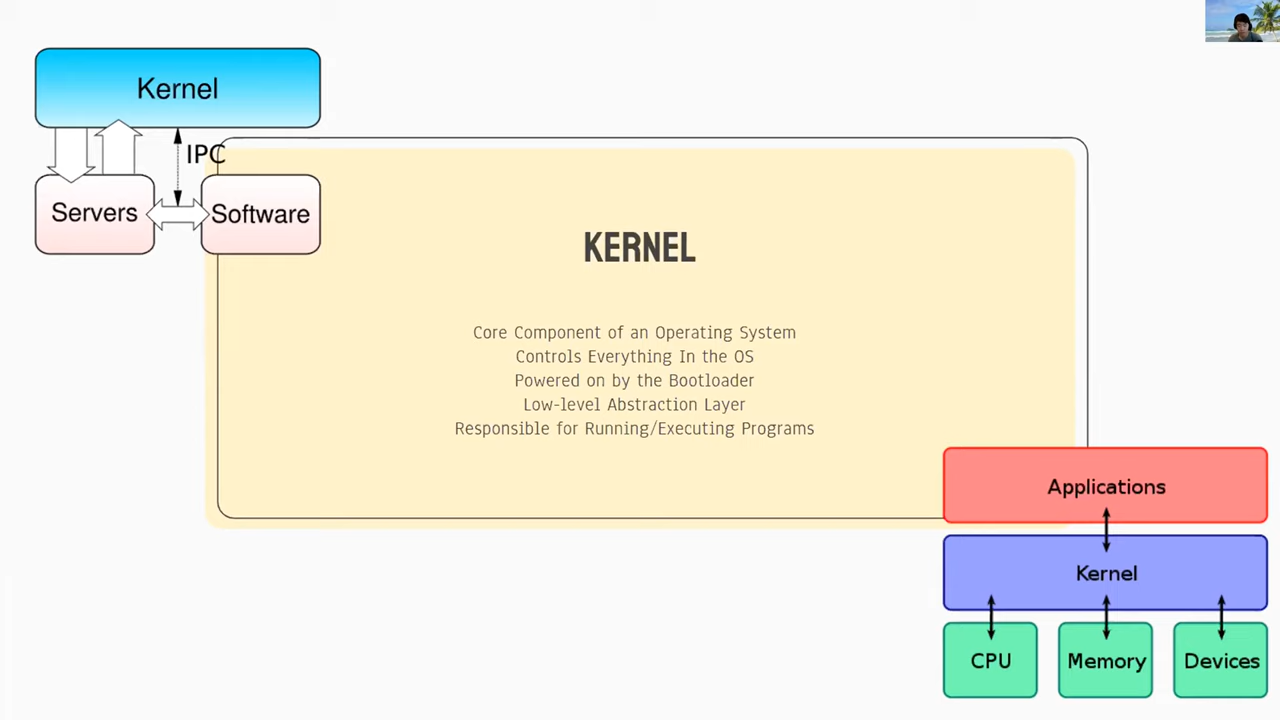 Kernel
IPC
Servers
Software
KERNEL
Core Component of an Operating System
Controls Everything In the OS
Powered on by the Bootloader
Low-level Abstraction Layer
Responsible for Running/Executing Programs
Applications
Kernel
CPU
Memory
Devices